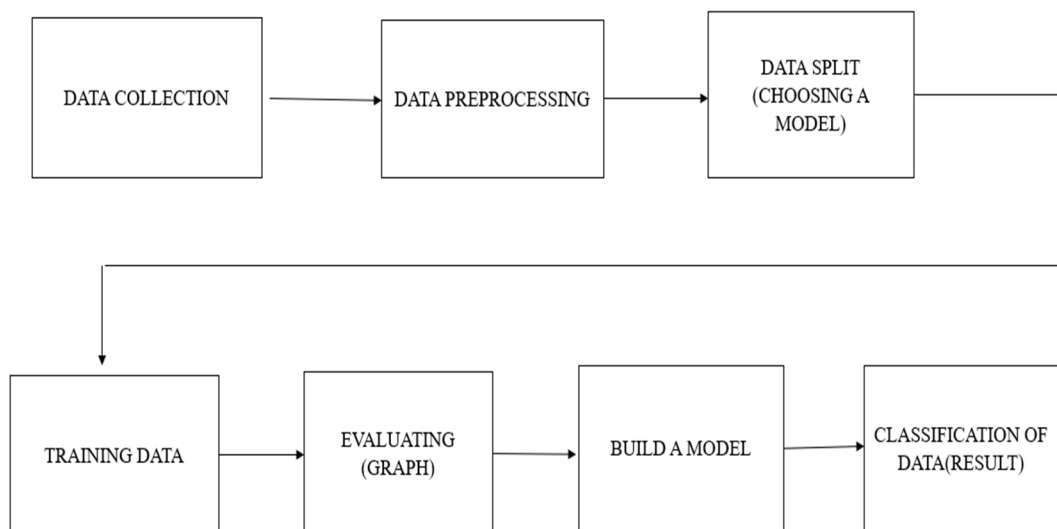 DATA COLLECTION
DATA PREPROCESSING
DATA SPLIT
(CHOOSING A
MODEL)
TRAINING DATA
EVALUATING
(GRAPH)
BUILD A MODEL
CLASSIFICATION OF
DATA(RESULT)